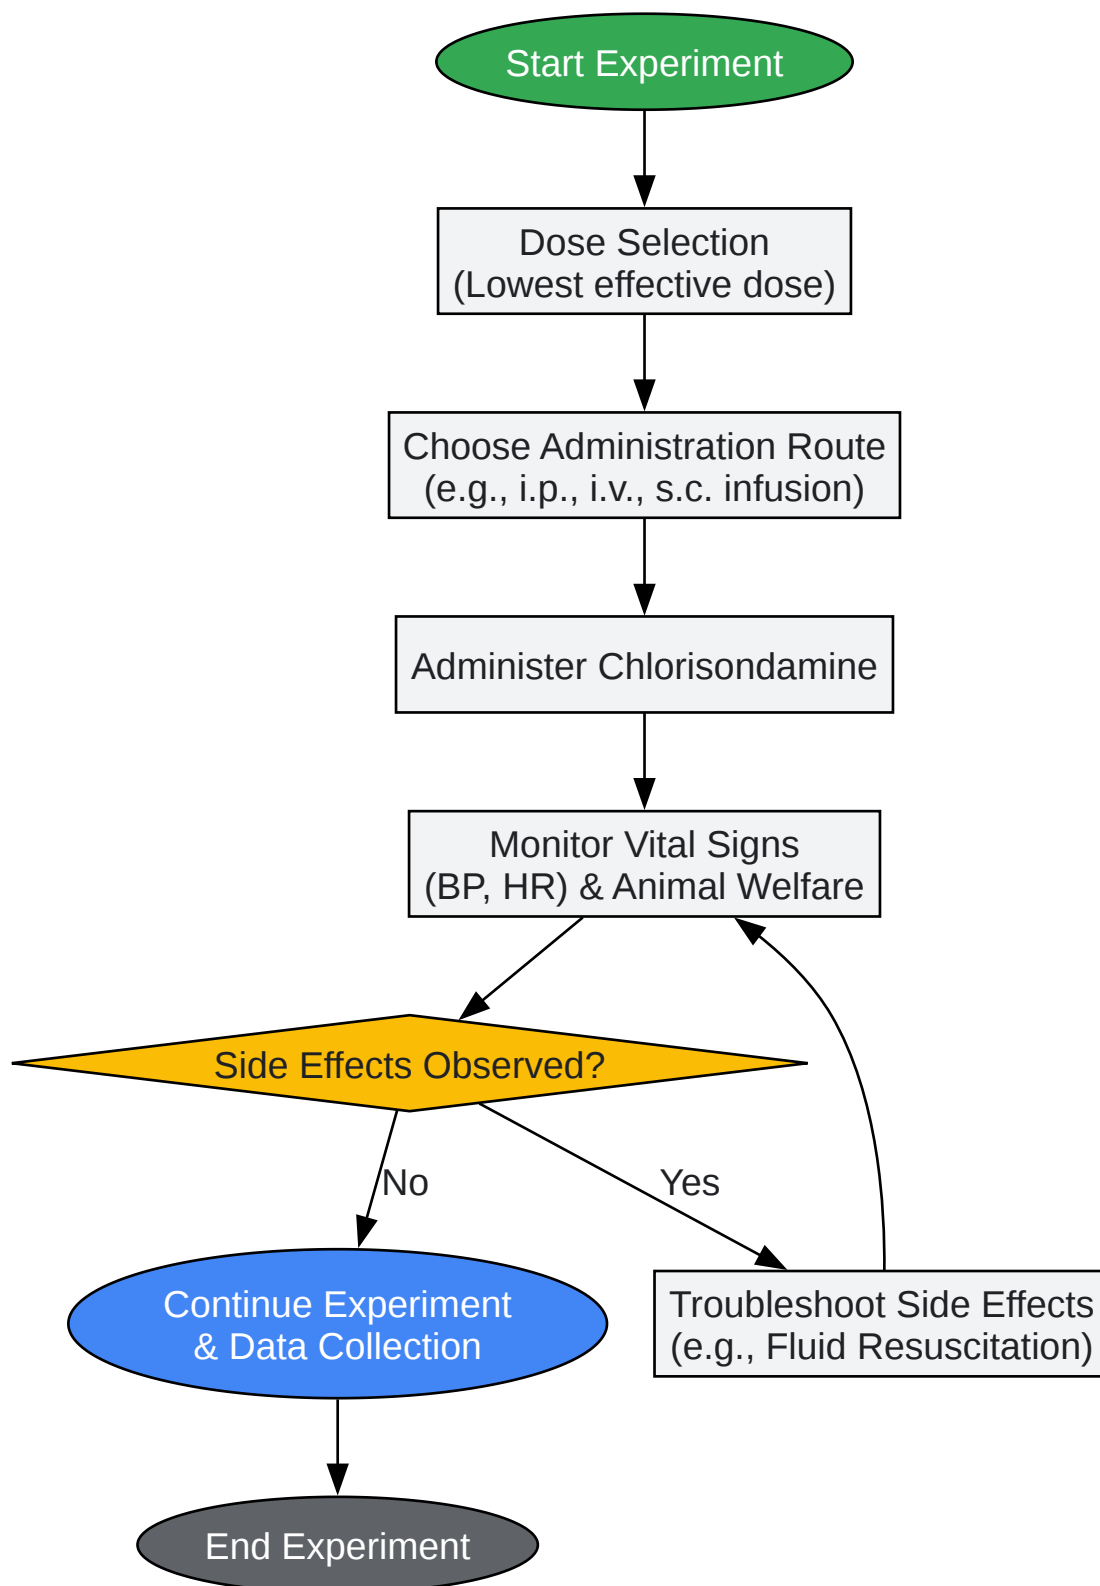 Start Experiment
Dose Selection
(Lowest effective dose)
Choose Administration Route
(e.g., i.p., i.v., s.c. infusion)
Administer Chlorisondamine
Monitor Vital Signs
(BP, HR) & Animal Welfare
Side Effects Observed?
No
Yes
Continue Experiment
& Data Collection
Troubleshoot Side Effects
(e.g., Fluid Resuscitation)
End Experiment